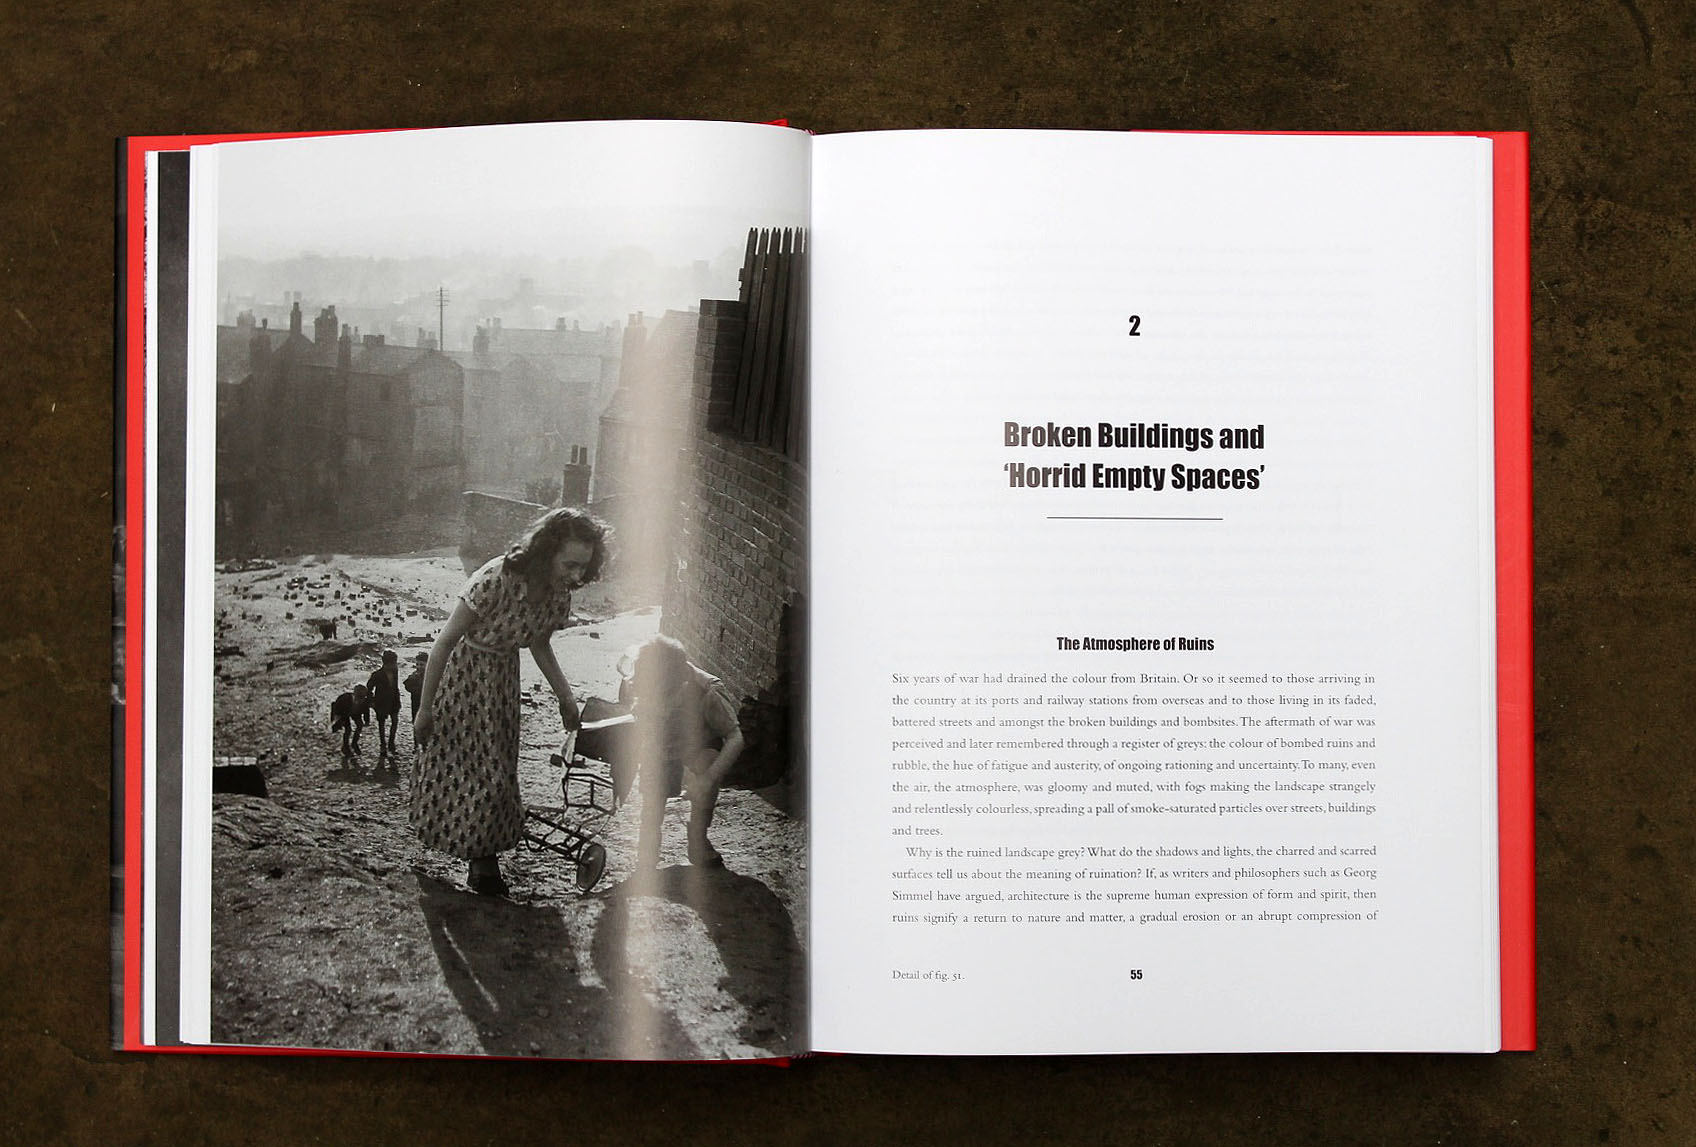 2
Broken Buildings and
‘Horrid Empty Spaces’
The Atmosphere of Ruins
Six years of war had drained the colour from Britain. Or so it seemed to those arriving in
the country at its ports and railway stations from overseas and to those living in its faded,
battered streets and amongst the broken buildings and bombsites. The aftermath of war was
perceived and later remembered through a register of greys: the colour of bombed ruins and
rubble, the hue of fatigue and austerity, of ongoing rationing and uncertainty. To many, even
the air, the atmosphere, was gloomy and muted, with fogs making the landscape strangely
and relentlessly colourless, spreading a pall of smoke-saturated particles over streets, buildings
and trees.
Why is the ruined landscape grey? What do the shadows and lights, the charred and scarred
surfaces tell us about the meaning of ruination? If, as writers and philosophers such as Georg
Simmel have argued, architecture is the supreme human expression of form and spirit, then
ruins signify a return to nature and matter, a gradual erosion or an abrupt compression of
Detail of fig. 51.
55